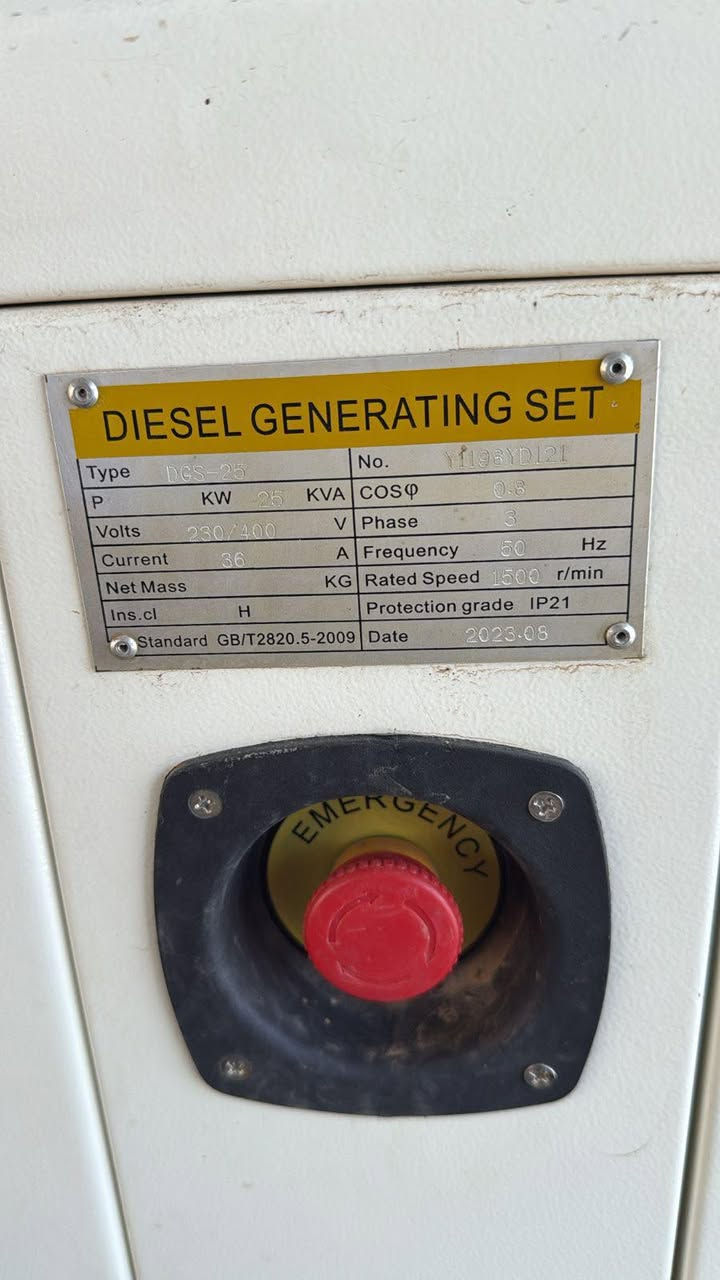 DIESEL GENERATING SET
Type DGS-25 No. Y1198YD121
P KW 25 KVA COSφ 0.8
Volts 230/400 V Phase 3
Current 36 A Frequency 50 Hz
Net Mass KG Rated Speed 1500 r/min
Ins.cl H Protection grade IP21
Standard GB/T2820.5-2009 Date 2023.08
EMERGENCY